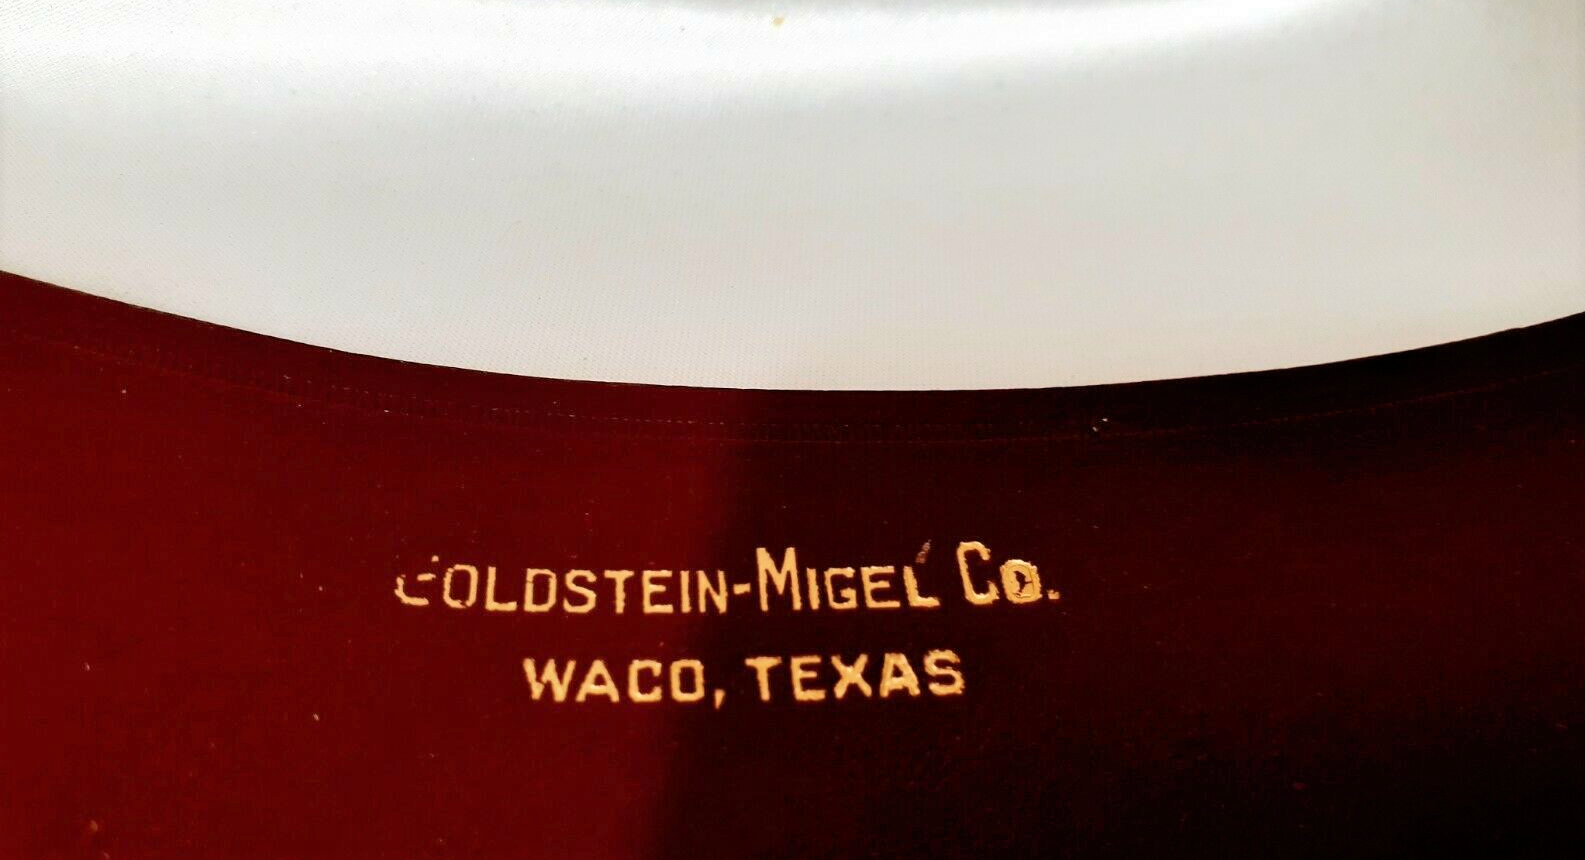 GOLDSTEIN-MIGEL CO.
WACO, TEXAS